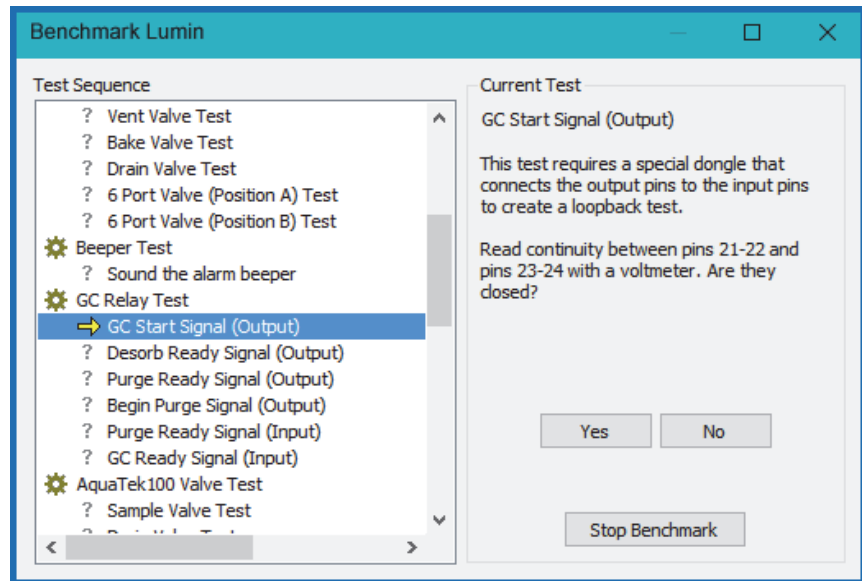 Benchmark Lumin
Test Sequence
? Vent Valve Test
? Bake Valve Test
? Drain Valve Test
? 6 Port Valve (Position A) Test
? 6 Port Valve (Position B) Test
Beeper Test
? Sound the alarm beeper
GC Relay Test
GC Start Signal (Output)
? Desorb Ready Signal (Output)
? Purge Ready Signal (Output)
? Begin Purge Signal (Output)
? Purge Ready Signal (Input)
? GC Ready Signal (Input)
AquaTek100 Valve Test
? Sample Valve Test
Current Test
GC Start Signal (Output)
This test requires a special dongle that
connects the output pins to the input pins
to create a loopback test.
Read continuity between pins 21-22 and
pins 23-24 with a voltmeter. Are they
closed?
Yes
No
Stop Benchmark